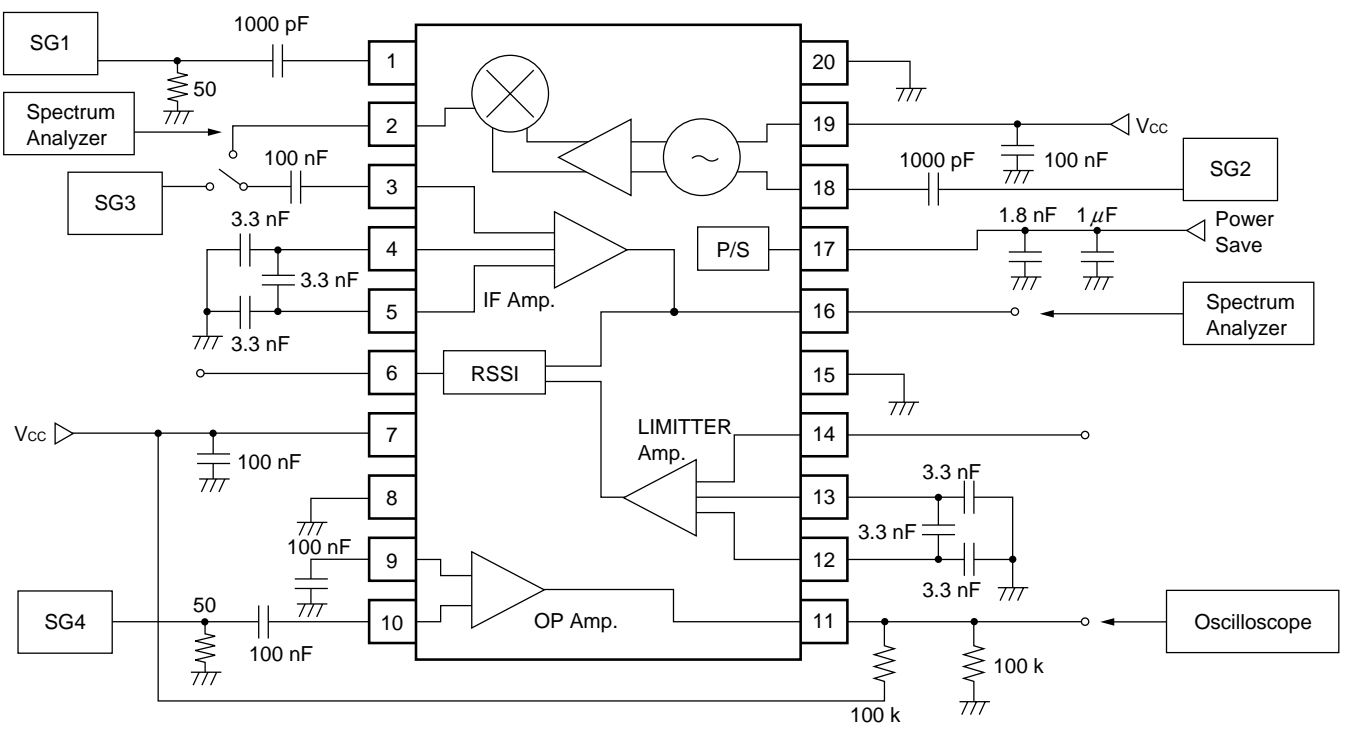 SG1
1000 pF
50
Spectrum
Analyzer
SG3
100 nF
3.3 nF
3.3 nF
3.3 nF
Vcc
100 nF
100 nF
SG4
50
100 nF
1
2
3
4
5
6
7
8
9
10
~
P/S
IF Amp.
RSSI
LIMITTER
Amp.
OP Amp.
20
19
18
17
16
15
14
13
12
11
Vcc
100 nF
1000 pF
SG2
1.8 nF
1 μF
Power
Save
Spectrum
Analyzer
3.3 nF
3.3 nF
3.3 nF
Oscilloscope
100 k
100 k